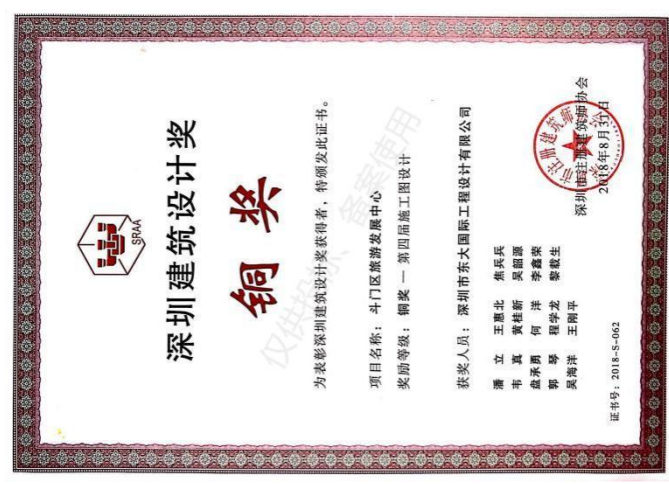 SRAA
深圳建筑设计奖
铜奖
为表彰深圳建筑设计奖获得者，特颁发此证书。
项目名称：斗门区旅游发展中心
奖励等级：铜奖 — 第四届施工图设计
获奖人员：深圳市东大国际工程设计有限公司
潘 立 王惠北 焦兵兵
韦 真 黄桂新 吴韶源
盘承勇 何 洋 李鑫荣
郭 琴 程学龙 黎载生
吴海洋 王刚平
深圳市注册建筑师协会
2018年8月31日
证书号：2018-S-062
仅供投标、备案使用